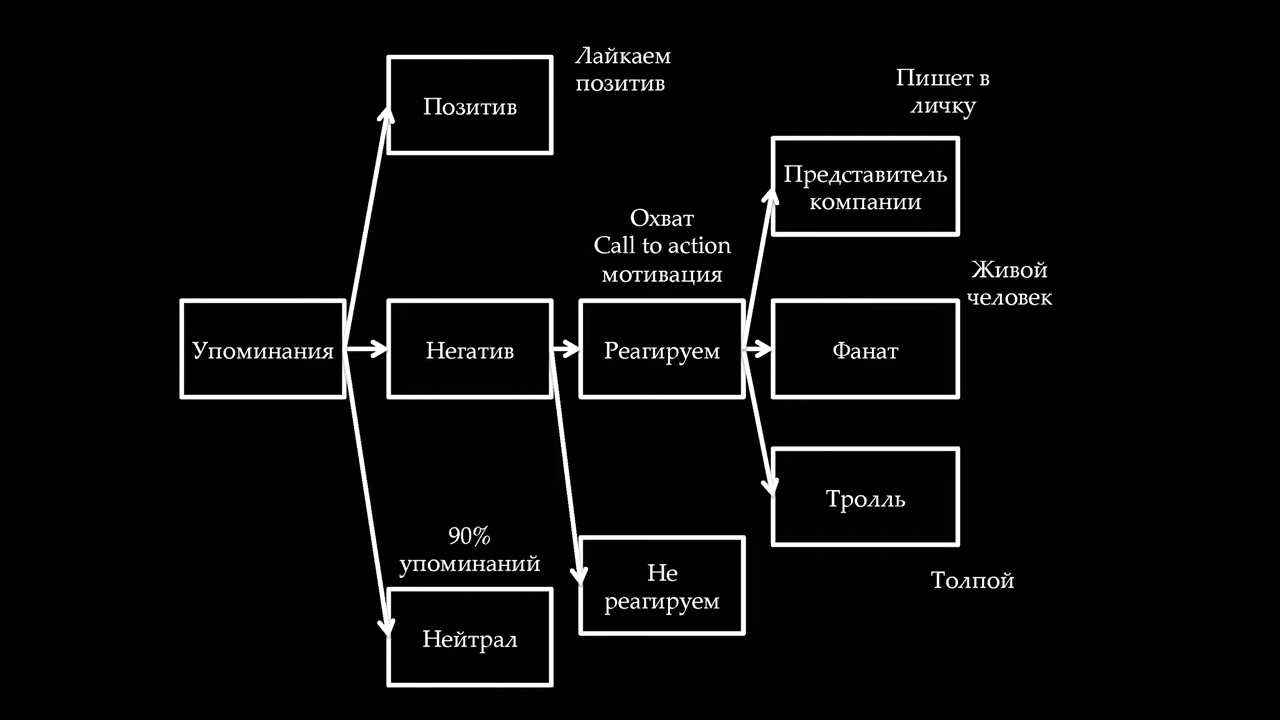 Лайкаем
позитив
Позитив
Пишет в
личку
Представитель
компании
Охват
Call to action
мотивация
Живой
человек
Упоминания
Негатив
Реагируем
Фанат
Тролль
90%
упоминаний
Не
реагируем
Толпой
Нейтрал